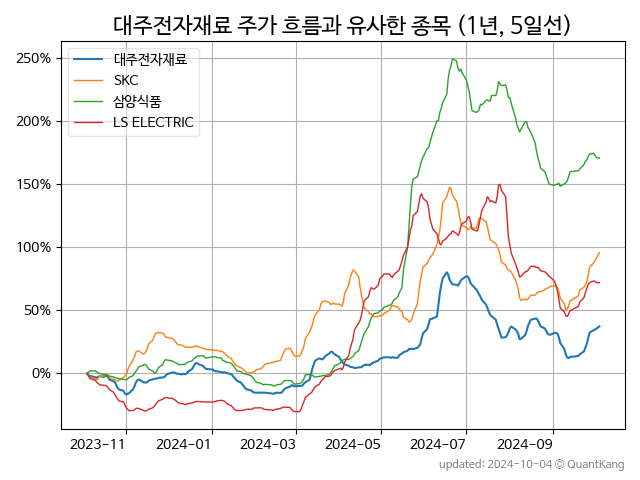 대주전자재료 주가 흐름과 유사한 종목 (1년, 5일선)
250%
200%
150%
100%
50%
0%
대주전자재료
SKC
삼양식품
LS ELECTRIC
2023-11
2024-01
2024-03
2024-05
2024-07
2024-09
updated: 2024-10-04 © QuantKang